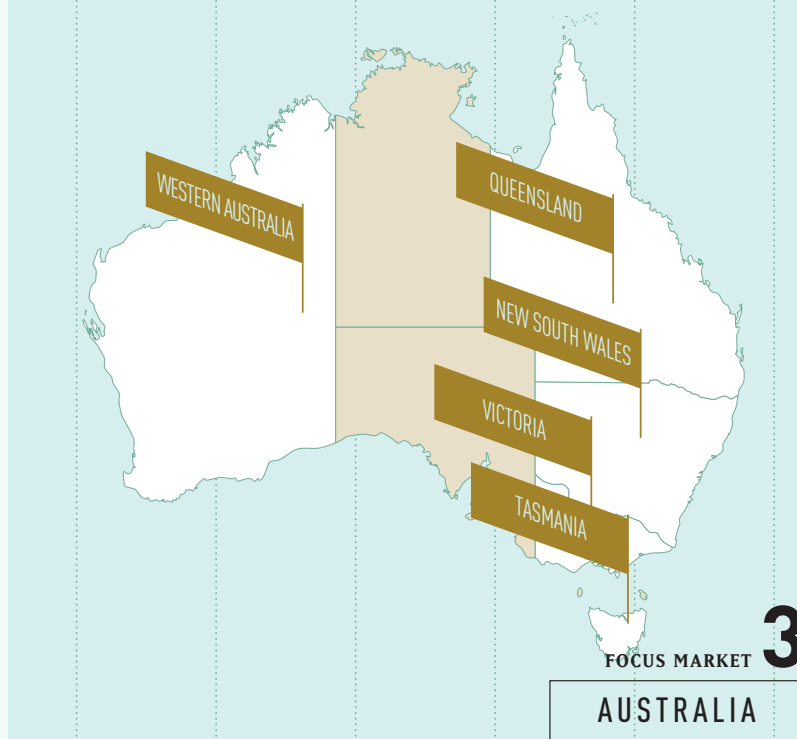 WESTERN AUSTRALIA
QUEENSLAND
NEW SOUTH WALES
VICTORIA
TASMANIA
FOCUS MARKET 3
AUSTRALIA